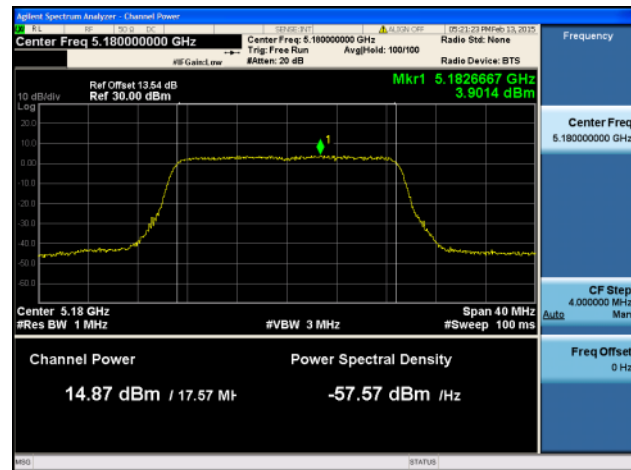 Agilent Spectrum Analyzer - Channel Power
RL RF 50 Ω DC SENSE:INT ALIGN OFF 05:21:23 PM Feb 13, 2015
Center Freq 5.180000000 GHz
Center Freq: 5.180000000 GHz
Radio Std: None
Trig: Free Run Avg|Hold: 100/100
#IFGain:Low #Atten: 20 dB Radio Device: BTS
Frequency
Ref Offset 13.54 dB
10 dB/div Ref 30.00 dBm
Mkr1 5.1826667 GHz
3.9014 dBm
Log
20.0
10.0
0.00
-10.0
-20.0
-30.0
-40.0
-50.0
-60.0
1
Center 5.18 GHz
Span 40 MHz
#Res BW 1 MHz
#VBW 3 MHz
#Sweep 100 ms
Channel Power
Power Spectral Density
14.87 dBm / 17.57 MH
-57.57 dBm /Hz
Center Freq
5.180000000 GHz
CF Step
4.000000 MHz
Auto Man
Freq Offset
0 Hz
MSG
STATUS